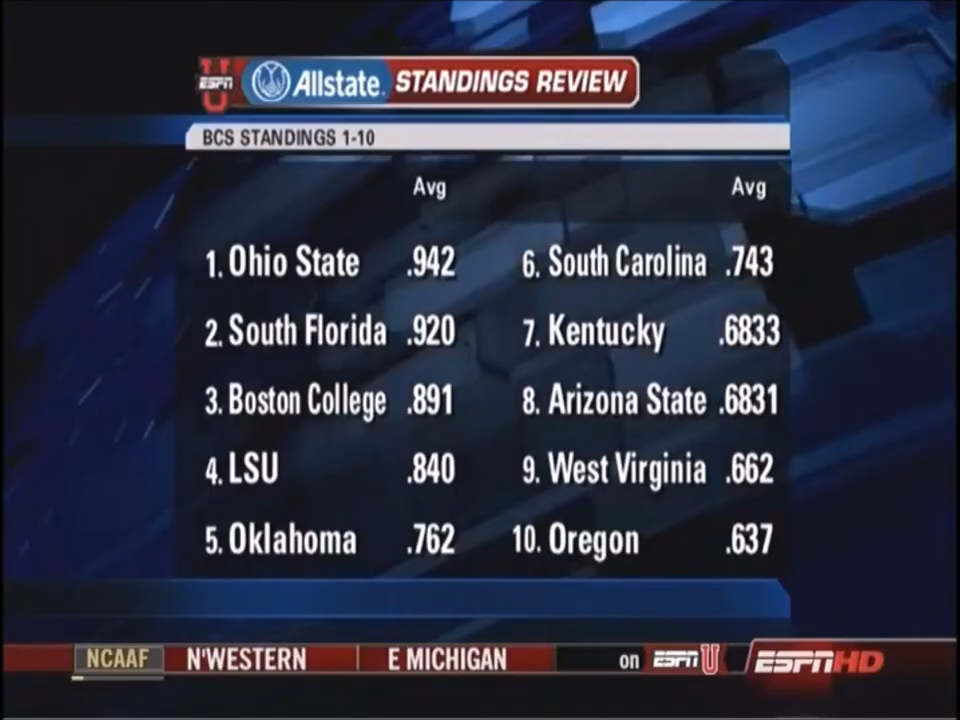 ESPN U Allstate. STANDINGS REVIEW
BCS STANDINGS 1-10
Avg Avg
1. Ohio State .942 6. South Carolina .743
2. South Florida .920 7. Kentucky .6833
3. Boston College .891 8. Arizona State .6831
4. LSU .840 9. West Virginia .662
5. Oklahoma .762 10. Oregon .637
NCAAF N'WESTERN E MICHIGAN on ESPN U ESPN HD